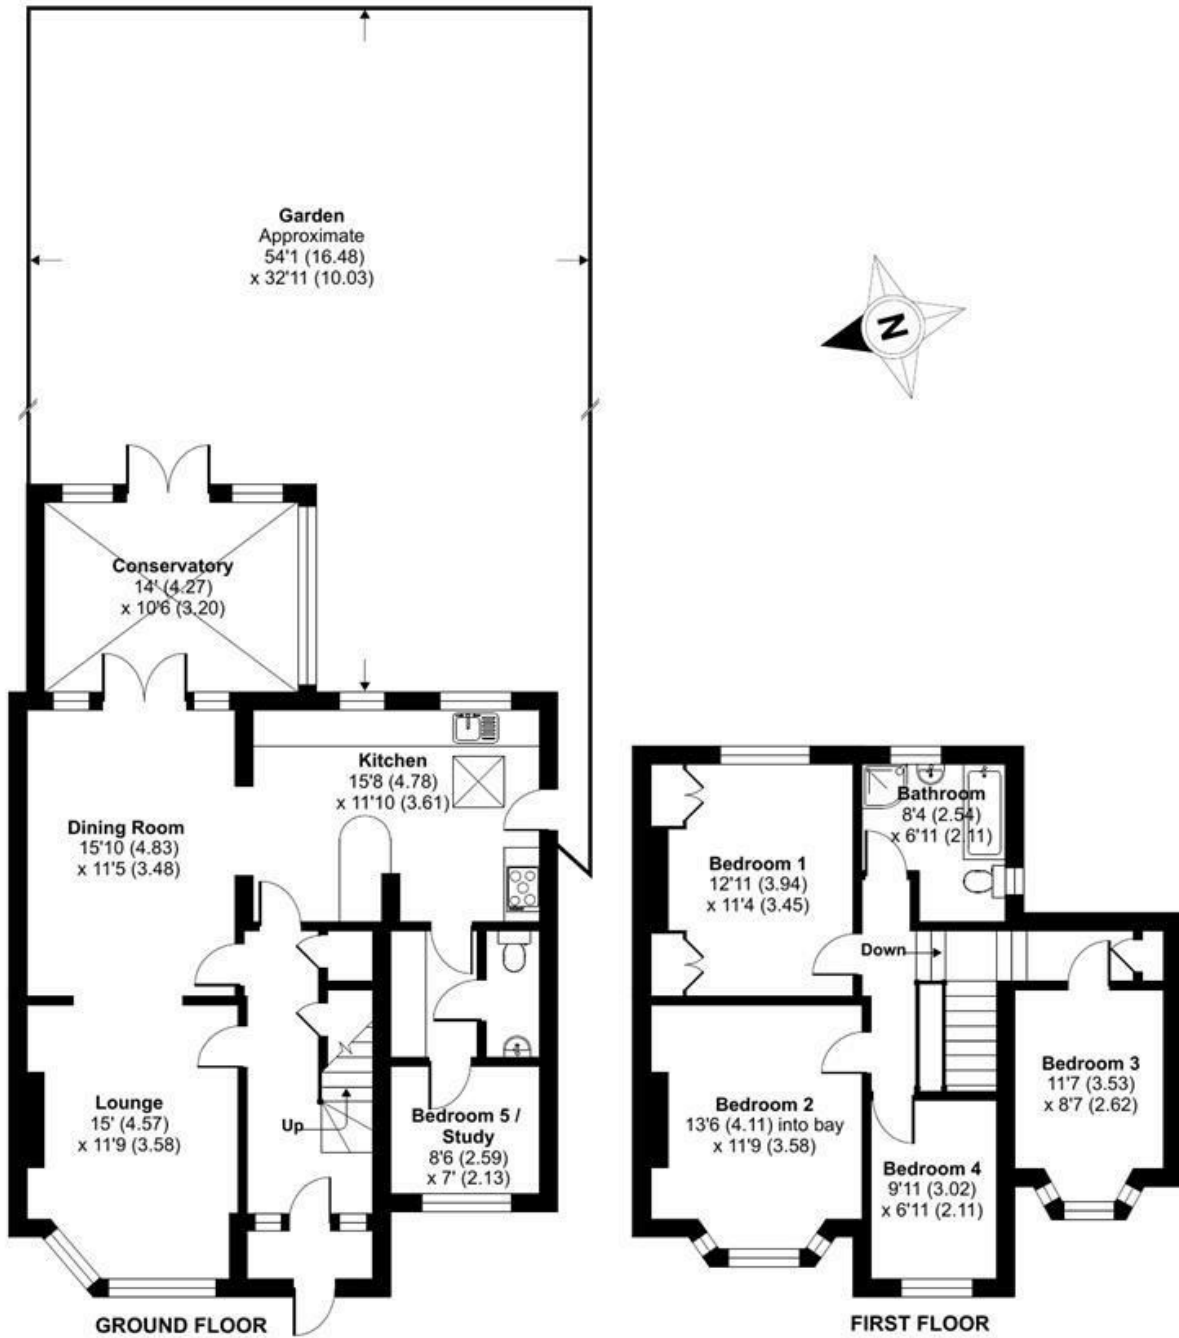 Garden
Approximate
54'1 (16.48)
x 32'11 (10.03)
N
Conservatory
14' (4.27)
x 10'6 (3.20)
Kitchen
15'8 (4.78)
x 11'10 (3.61)
Dining Room
15'10 (4.83)
x 11'5 (3.48)
Lounge
15' (4.57)
x 11'9 (3.58)
Up
Bedroom 5 /
Study
8'6 (2.59)
x 7' (2.13)
GROUND FLOOR
Bathroom
8'4 (2.54)
x 6'11 (2.11)
Bedroom 1
12'11 (3.94)
x 11'4 (3.45)
Down
Bedroom 2
13'6 (4.11) into bay
x 11'9 (3.58)
Bedroom 3
11'7 (3.53)
x 8'7 (2.62)
Bedroom 4
9'11 (3.02)
x 6'11 (2.11)
FIRST FLOOR